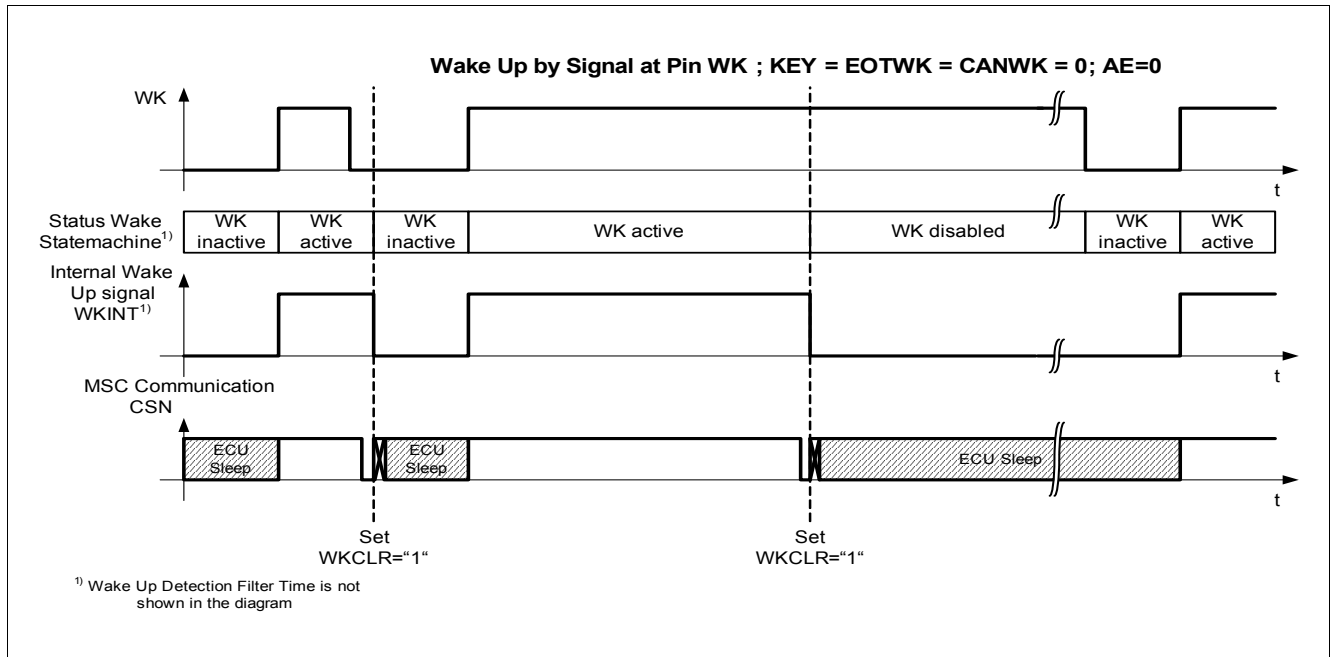 Wake Up by Signal at Pin WK ; KEY = EOTWK = CANWK = 0; AE=0
WK
t
Status Wake
Statemachine1)
WK
inactive
WK
active
WK
inactive
WK active
WK disabled
WK
inactive
WK
active
Internal Wake
Up signal
WKINT1)
t
MSC Communication
CSN
ECU
Sleep
ECU
Sleep
ECU Sleep
t
Set
WKCLR=“1“
Set
WKCLR=“1“
1) Wake Up Detection Filter Time is not
shown in the diagram